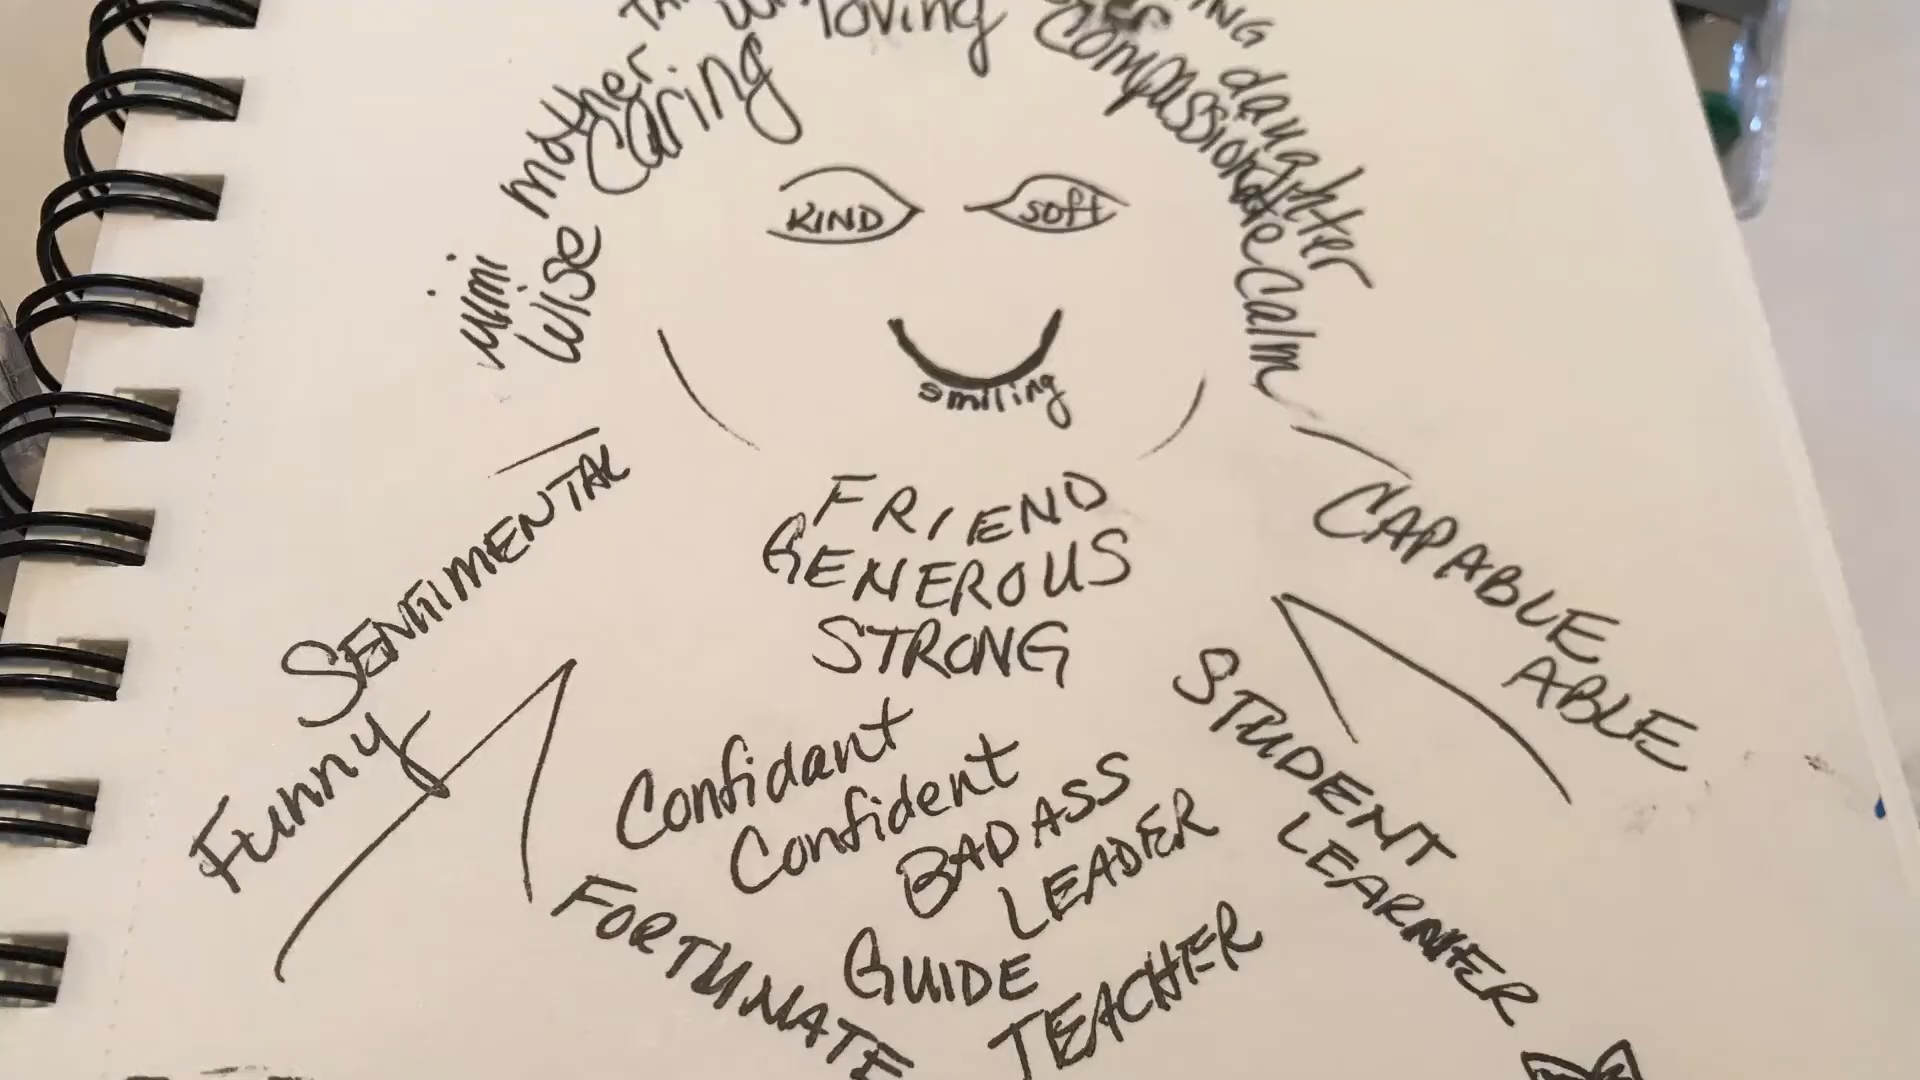 loving
mother
caring
daughter
compassionate
KIND
soft
mimi
wise
calm
smiling
SENTIMENTAL
FRIEND
GENEROUS
STRONG
CAPABLE
ABLE
Funny
Confidant
Confident
BADASS
LEADER
STUDENT
LEARNER
FORTUNATE
GUIDE
TEACHER